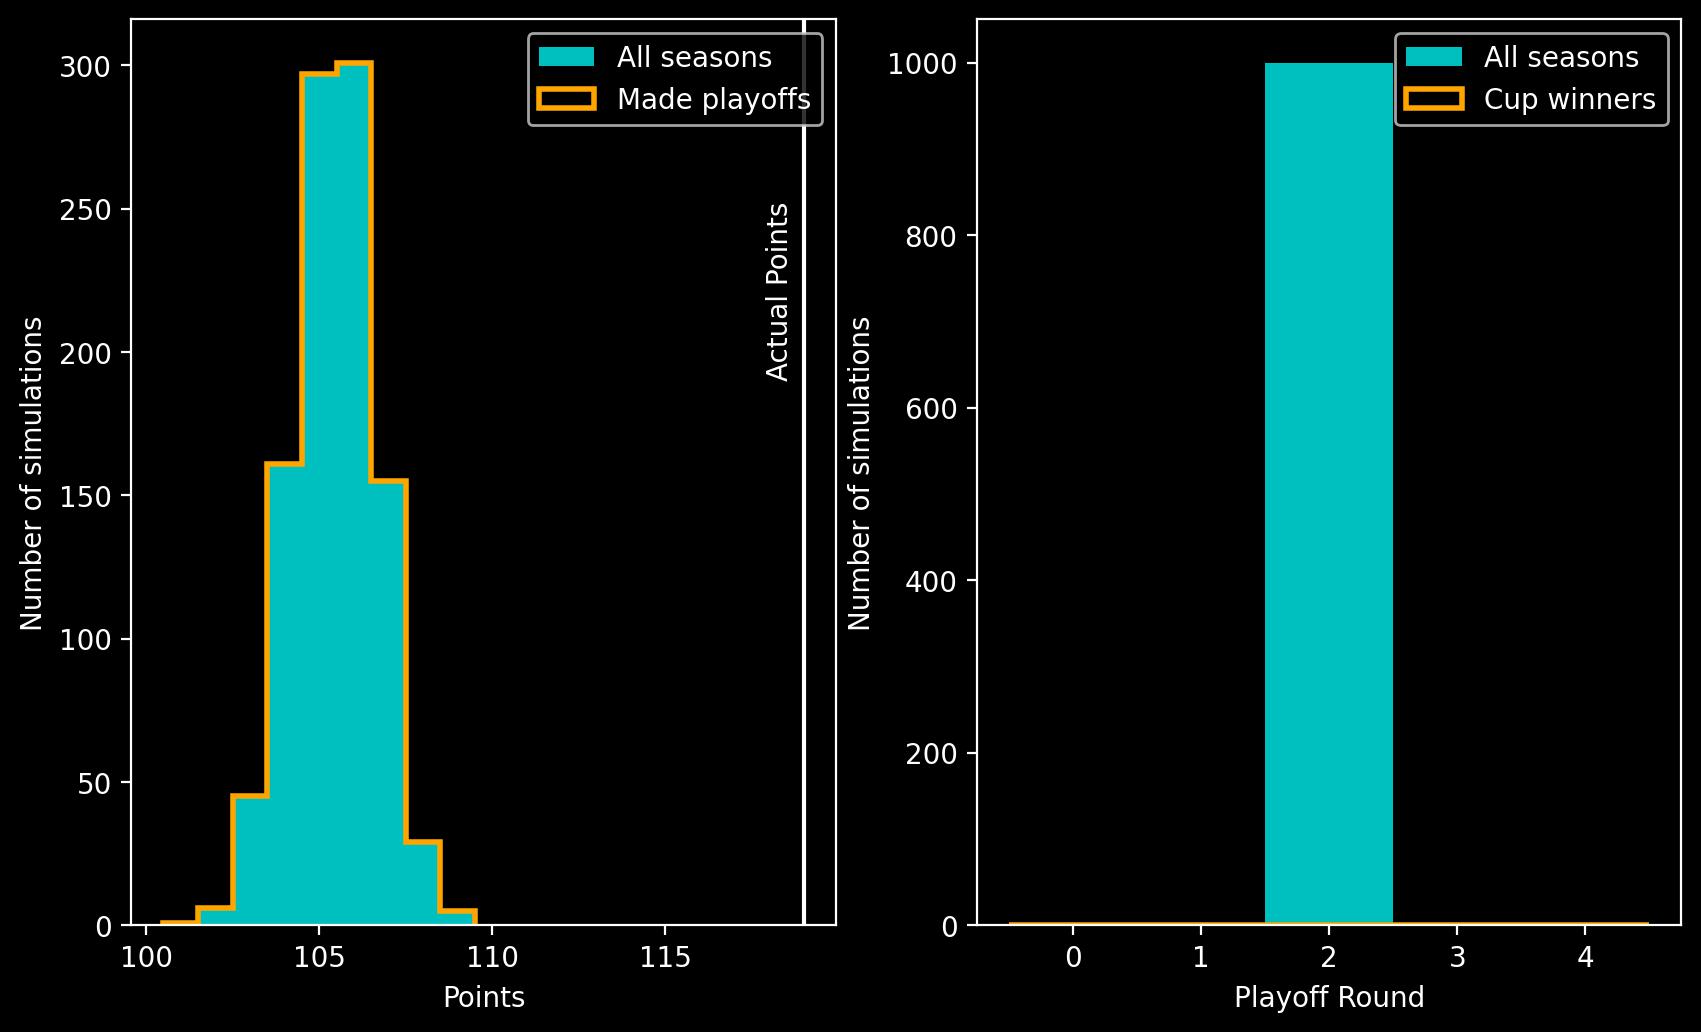 All seasons
Made playoffs
Actual Points
Number of simulations
300
250
200
150
100
50
0
100 105 110 115
Points
All seasons
Cup winners
Number of simulations
1000
800
600
400
200
0
0 1 2 3 4
Playoff Round